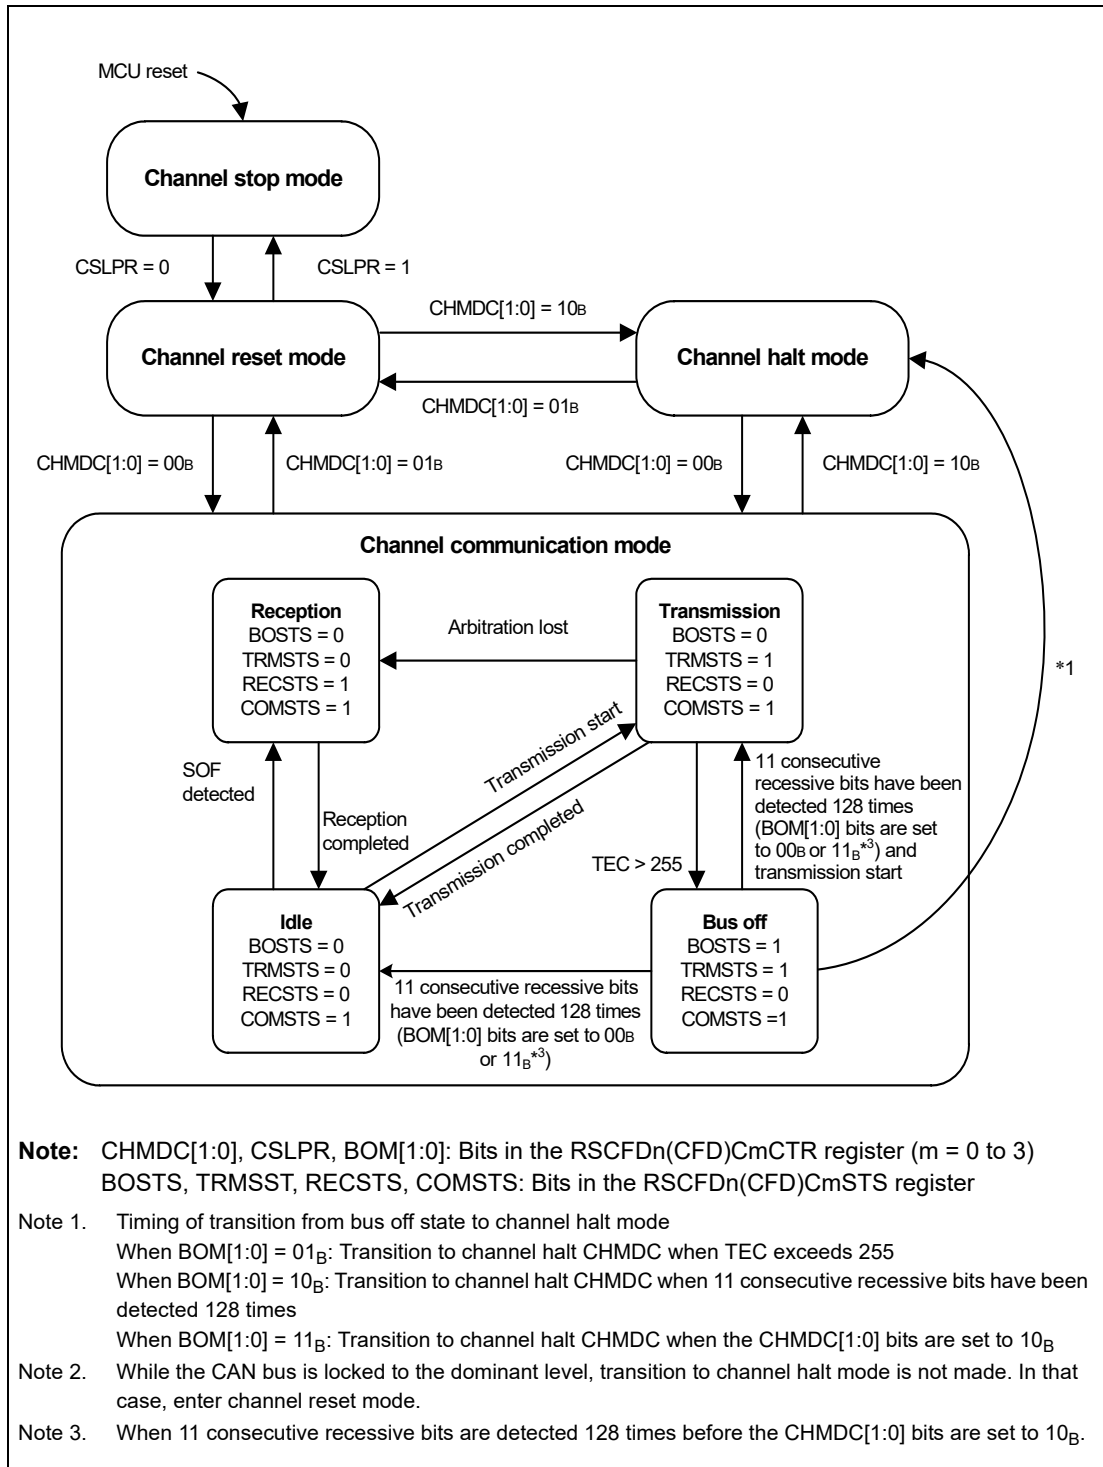 MCU reset
Channel stop mode
CSLPR = 0
CSLPR = 1
CHMDC[1:0] = 10B
Channel reset mode
Channel halt mode
CHMDC[1:0] = 01B
CHMDC[1:0] = 00B
CHMDC[1:0] = 01B
CHMDC[1:0] = 00B
CHMDC[1:0] = 10B
Channel communication mode
Reception
BOSTS = 0
TRMSTS = 0
RECSTS = 1
COMSTS = 1
Arbitration lost
Transmission
BOSTS = 0
TRMSTS = 1
RECSTS = 0
COMSTS = 1
*1
SOF
detected
Reception
completed
Transmission start
Transmission completed
TEC > 255
11 consecutive
recessive bits have been
detected 128 times
(BOM[1:0] bits are set
to 00B or 11B*3) and
transmission start
Idle
BOSTS = 0
TRMSTS = 0
RECSTS = 0
COMSTS = 1
11 consecutive recessive bits
have been detected 128 times
(BOM[1:0] bits are set to 00B
or 11B*3)
Bus off
BOSTS = 1
TRMSTS = 1
RECSTS = 0
COMSTS =1
Note: CHMDC[1:0], CSLPR, BOM[1:0]: Bits in the RSCFDn(CFD)CmCTR register (m = 0 to 3)
BOSTS, TRMSST, RECSTS, COMSTS: Bits in the RSCFDn(CFD)CmSTS register
Note 1. Timing of transition from bus off state to channel halt mode
When BOM[1:0] = 01B: Transition to channel halt CHMDC when TEC exceeds 255
When BOM[1:0] = 10B: Transition to channel halt CHMDC when 11 consecutive recessive bits have been
detected 128 times
When BOM[1:0] = 11B: Transition to channel halt CHMDC when the CHMDC[1:0] bits are set to 10B
Note 2. While the CAN bus is locked to the dominant level, transition to channel halt mode is not made. In that
case, enter channel reset mode.
Note 3. When 11 consecutive recessive bits are detected 128 times before the CHMDC[1:0] bits are set to 10B.